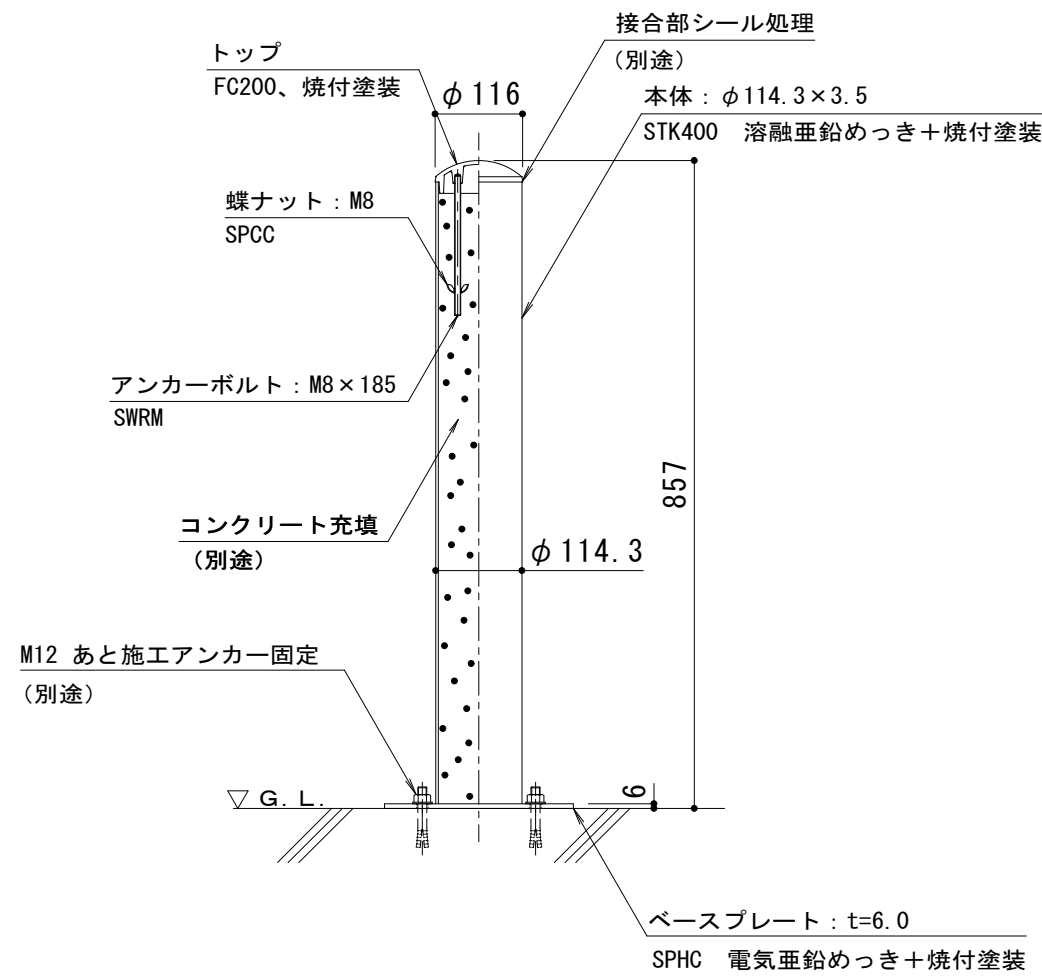 接合部シール処理
（別途）
トップ
FC200、焼付塗装
φ116
本体：φ114.3×3.5
STK400　溶融亜鉛めっき＋焼付塗装
蝶ナット：M8
SPCC
アンカーボルト：M8×185
SWRM
857
コンクリート充填
（別途）
φ114.3
M12 あと施工アンカー固定
（別途）
G.L.
6
ベースプレート：t=6.0
SPHC　電気亜鉛めっき＋焼付塗装